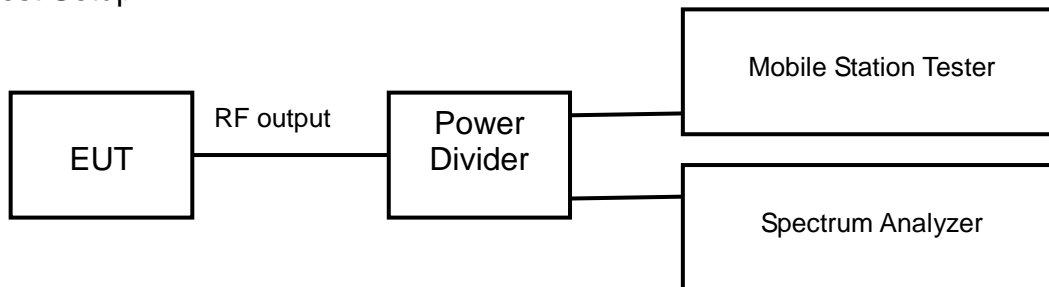 RF output
EUT
Power
Divider
Mobile Station Tester
Spectrum Analyzer